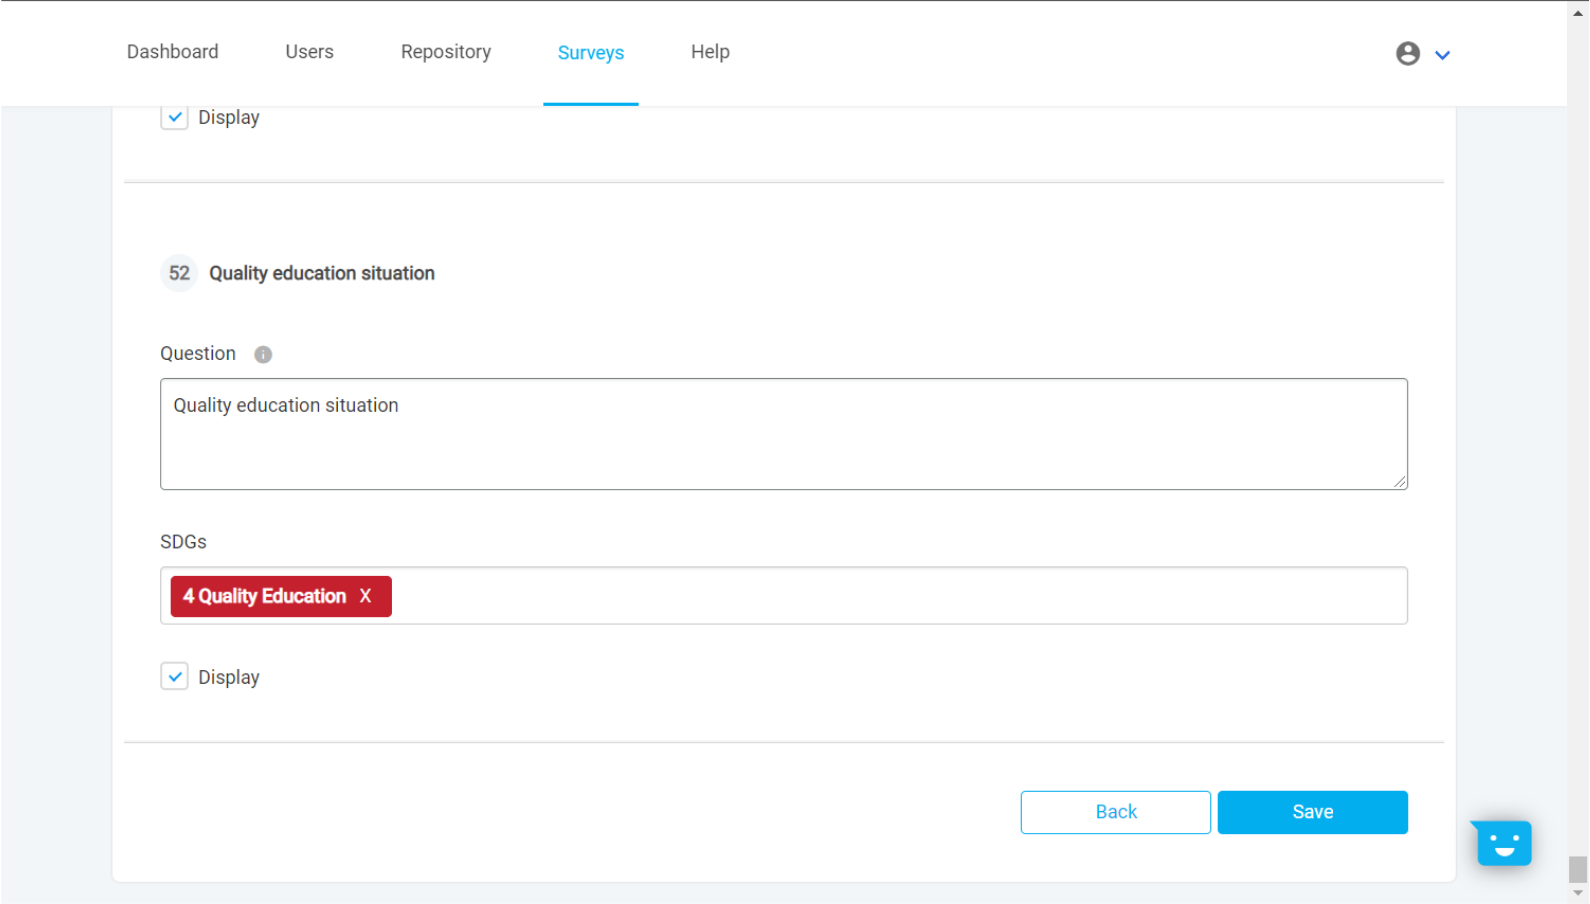 Dashboard Users Repository Surveys Help
Display
52 Quality education situation
Question i
Quality education situation
SDGs
4 Quality Education X
Display
Back Save